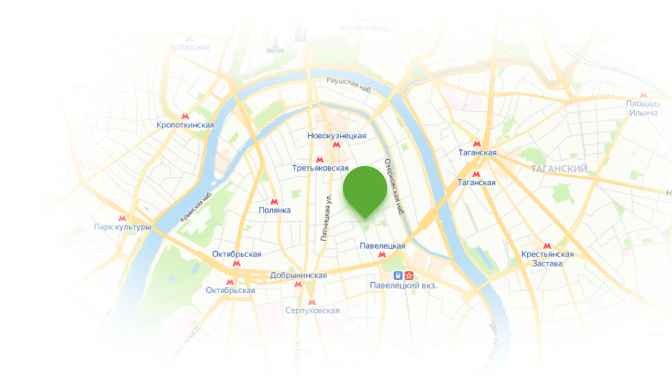 Китай-город
Арбатская
Раушская наб.
Площадь
Ильича
Кропоткинская
Новокузнецкая
Таганская
Третьяковская
ТАГАНСКИЙ
Таганская
Озерковская наб.
Крымская наб.
Полянка
Пятницкая ул.
Парк культуры
Павелецкая
Октябрьская
Крестьянская
Застава
Добрынинская
Павелецкий вкз.
Октябрьская
Серпуховская